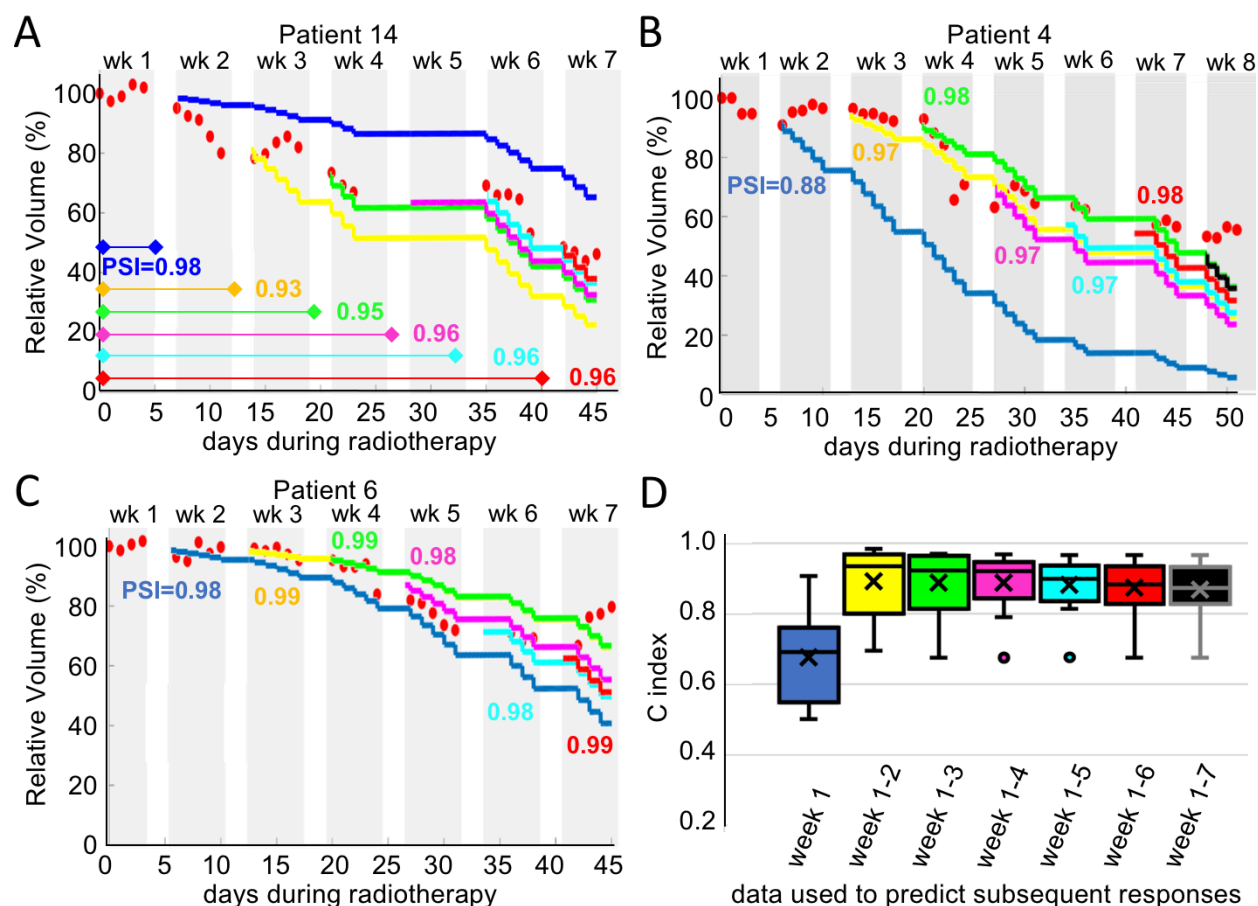 A
Patient 14
wk 1 wk 2 wk 3 wk 4 wk 5 wk 6 wk 7
Relative Volume (%)
100
80
60
40
20
0
PSI=0.98
0.93
0.95
0.96
0.96
0.96
0 5 10 15 20 25 30 35 40 45
days during radiotherapy
B
Patient 4
wk 1 wk 2 wk 3 wk 4 wk 5 wk 6 wk 7 wk 8
Relative Volume (%)
100
80
60
40
20
0
0.98
0.97
PSI=0.88
0.98
0.97
0.97
0 5 10 15 20 25 30 35 40 45 50
days during radiotherapy
C
Patient 6
wk 1 wk 2 wk 3 wk 4 wk 5 wk 6 wk 7
Relative Volume (%)
100
80
60
40
20
0
0.99
0.98
PSI=0.98
0.99
0.98
0.99
0 5 10 15 20 25 30 35 40 45
days during radiotherapy
D
C index
1.0
0.8
0.6
0.4
0.2
week 1
week 1-2
week 1-3
week 1-4
week 1-5
week 1-6
week 1-7
data used to predict subsequent responses